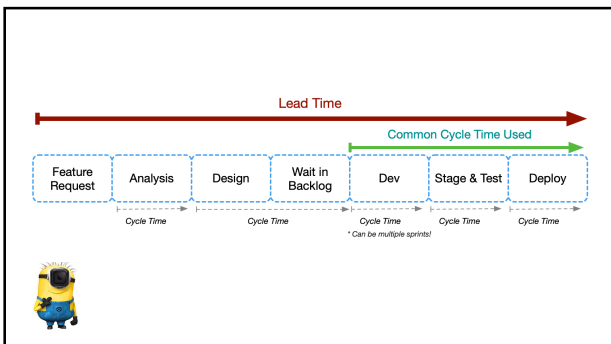 Lead Time
Common Cycle Time Used
Feature
Request
Analysis
Design
Wait in
Backlog
Dev
Stage & Test
Deploy
Cycle Time
Cycle Time
Cycle Time
Cycle Time
Cycle Time
* Can be multiple sprints!